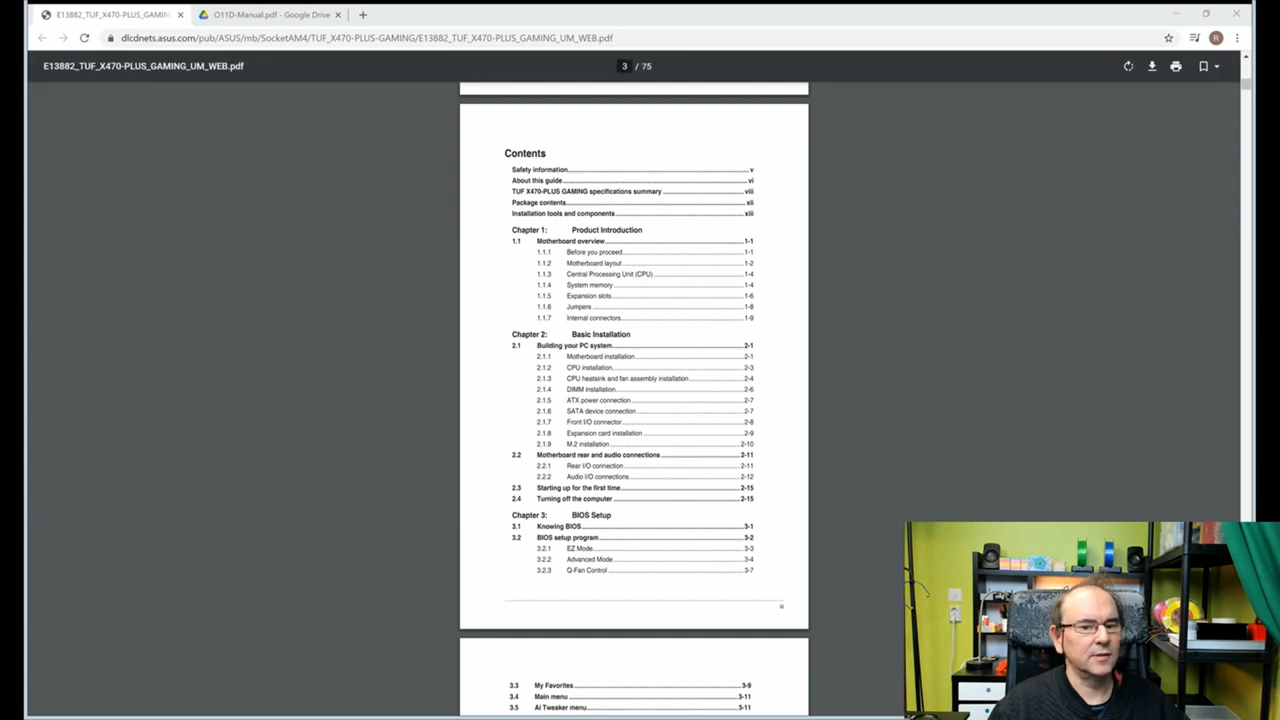 E13882_TUF_X470-PLUS_GAMIN
O11D-Manual.pdf - Google Drive
dlcdnets.asus.com/pub/ASUS/mb/SocketAM4/TUF_X470-PLUS-GAMING/E13882_TUF_X470-PLUS_GAMING_UM_WEB.pdf
R
E13882_TUF_X470-PLUS_GAMING_UM_WEB.pdf
3 / 75
Contents
Safety information v
About this guide vi
TUF X470-PLUS GAMING specifications summary viii
Package contents xii
Installation tools and components xiii
Chapter 1: Product Introduction
1.1 Motherboard overview 1-1
1.1.1 Before you proceed 1-1
1.1.2 Motherboard layout 1-2
1.1.3 Central Processing Unit (CPU) 1-4
1.1.4 System memory 1-4
1.1.5 Expansion slots 1-6
1.1.6 Jumpers 1-8
1.1.7 Internal connectors 1-9
Chapter 2: Basic Installation
2.1 Building your PC system 2-1
2.1.1 Motherboard installation 2-1
2.1.2 CPU installation 2-3
2.1.3 CPU heatsink and fan assembly installation 2-4
2.1.4 DIMM installation 2-6
2.1.5 ATX power connection 2-7
2.1.6 SATA device connection 2-7
2.1.7 Front I/O connector 2-8
2.1.8 Expansion card installation 2-9
2.1.9 M.2 installation 2-10
2.2 Motherboard rear and audio connections 2-11
2.2.1 Rear I/O connection 2-11
2.2.2 Audio I/O connections 2-12
2.3 Starting up for the first time 2-15
2.4 Turning off the computer 2-15
Chapter 3: BIOS Setup
3.1 Knowing BIOS 3-1
3.2 BIOS setup program 3-2
3.2.1 EZ Mode 3-3
3.2.2 Advanced Mode 3-4
3.2.3 Q-Fan Control 3-7
3.3 My Favorites 3-9
3.4 Main menu 3-11
3.5 Ai Tweaker menu 3-11